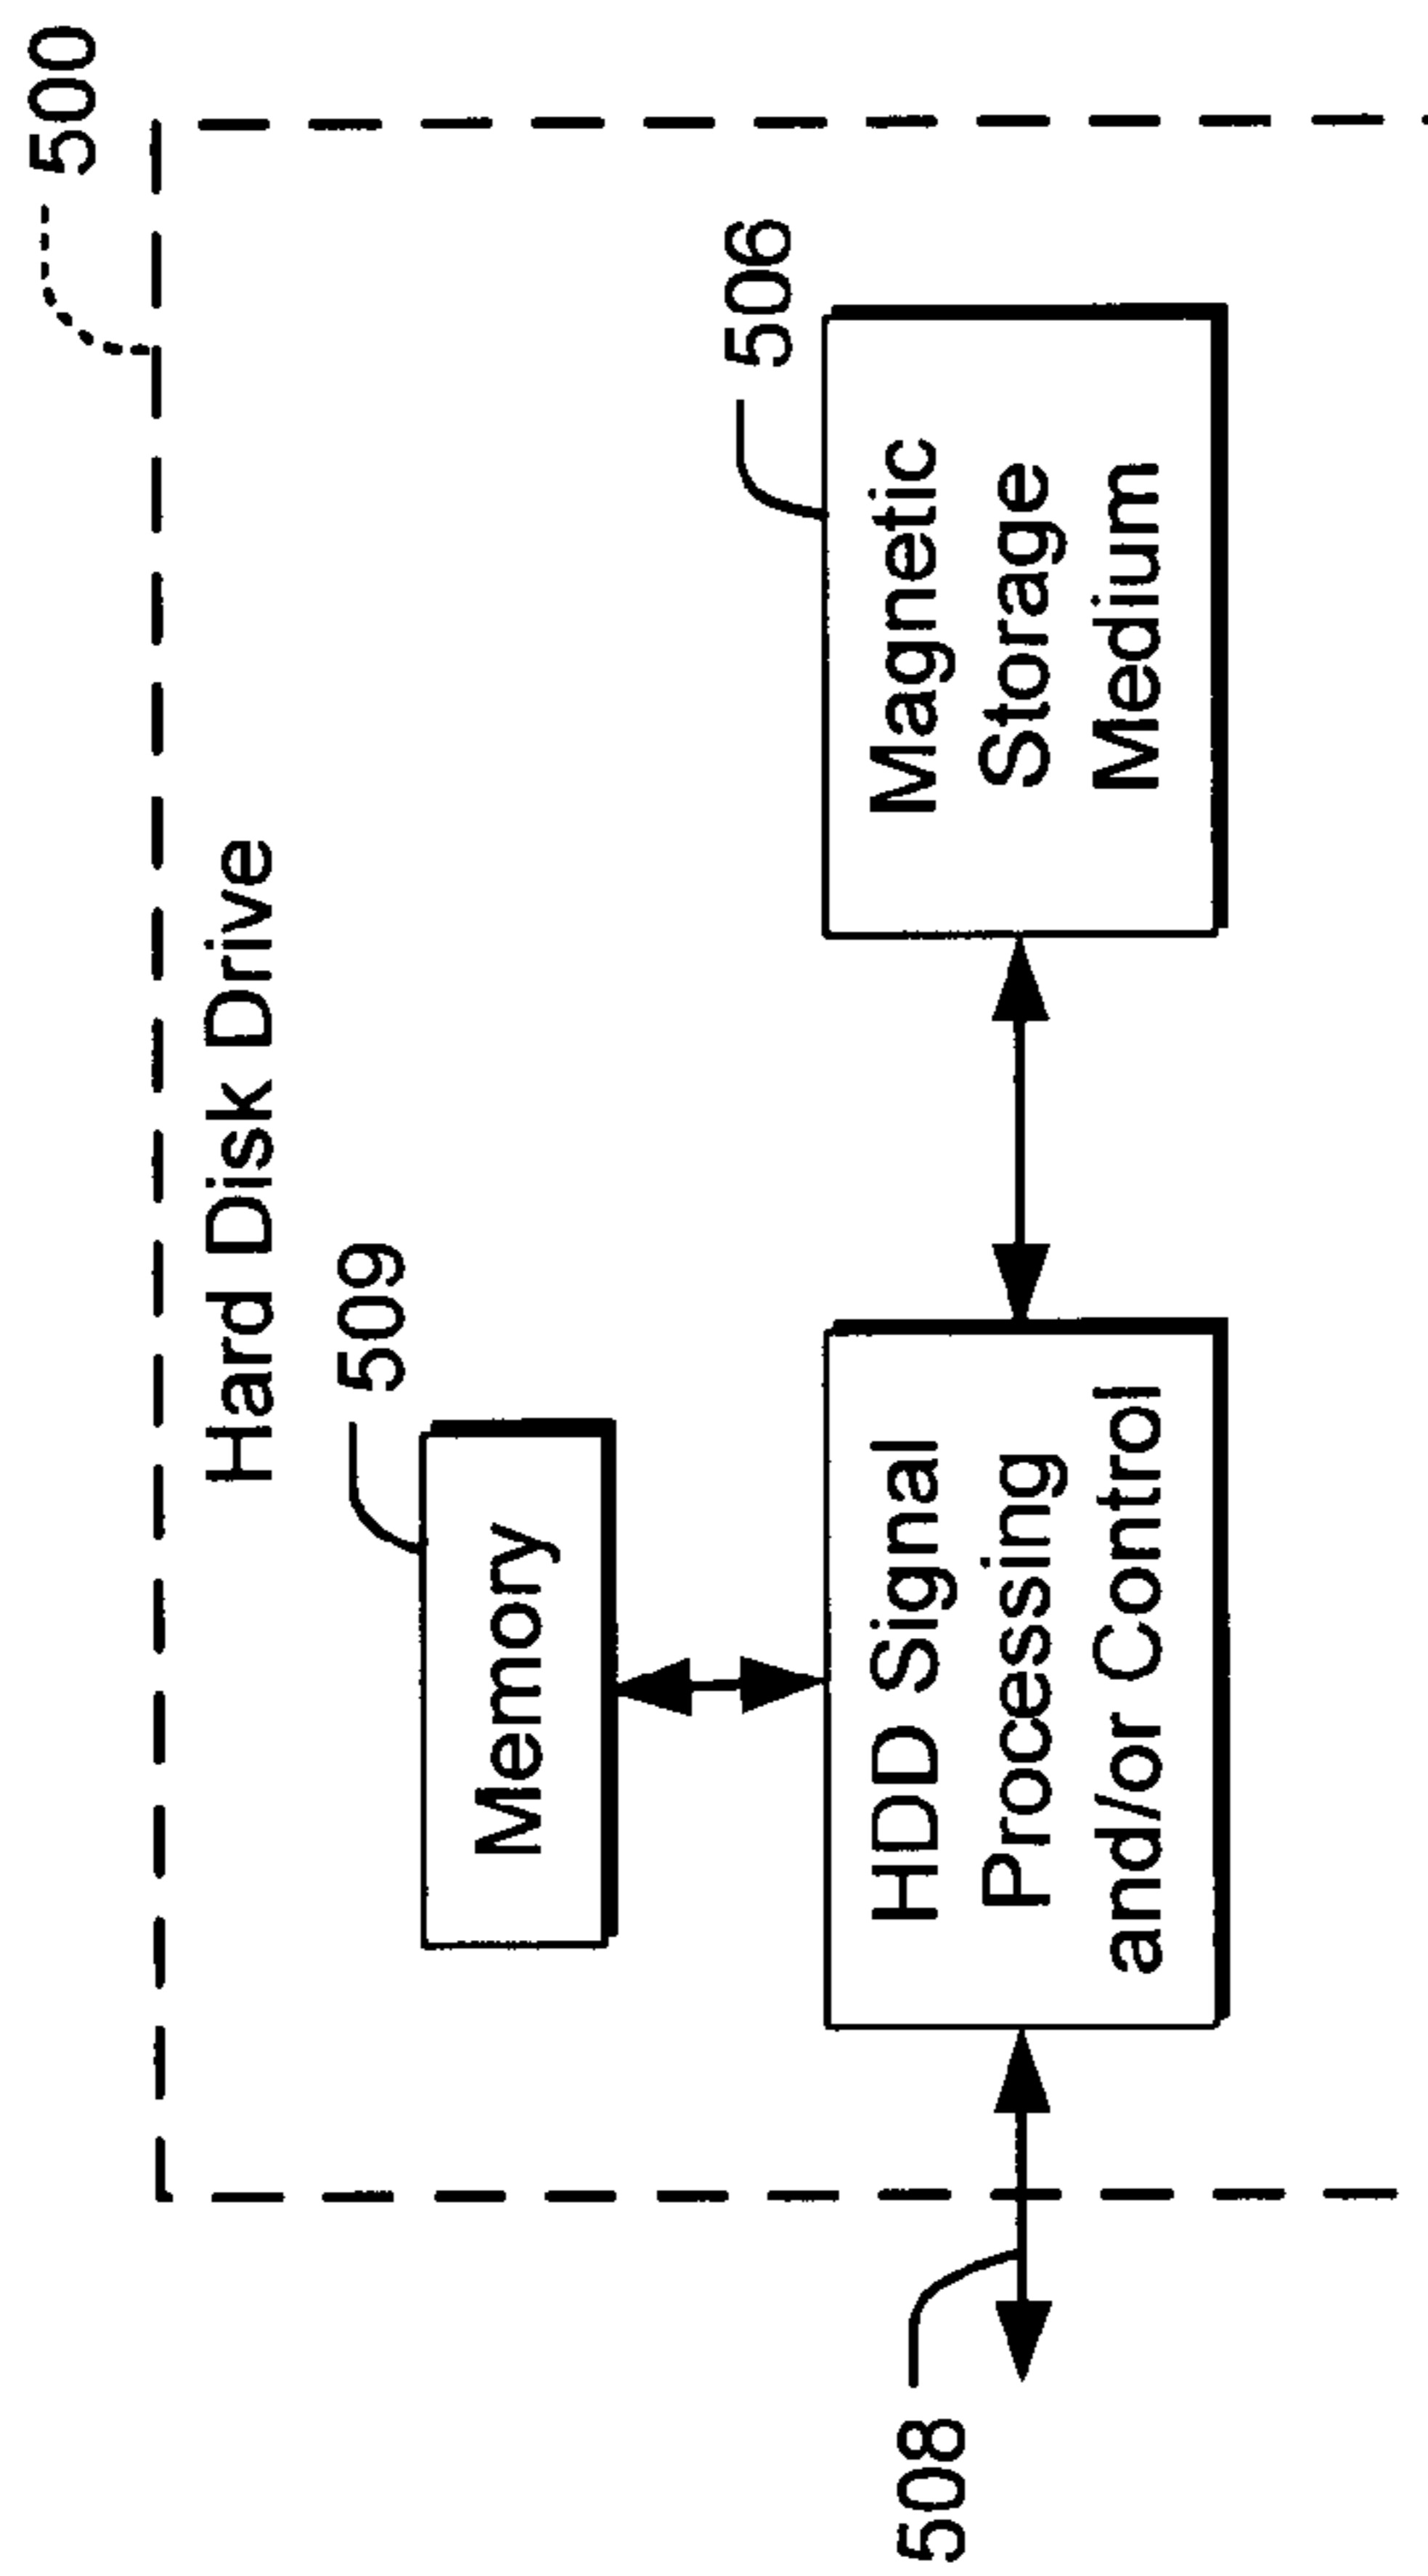 500
Hard Disk Drive
509
Memory
506
HDD Signal
Processing
and/or Control
Magnetic
Storage
Medium
508